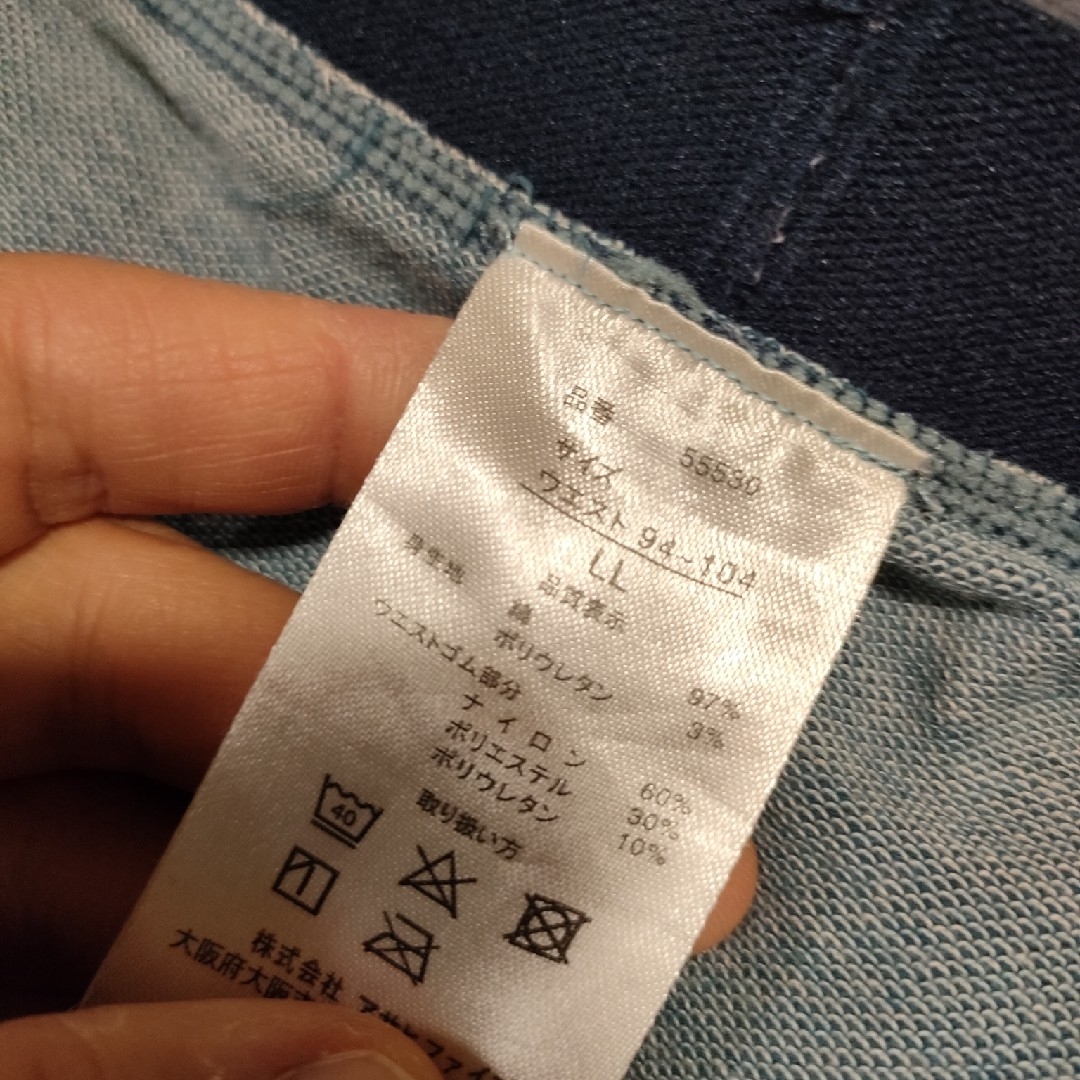 品番 55530
サイズ
ウエスト 94~104
LL
品質表示
身生地
綿 97%
ポリウレタン 3%
ウエストゴム部分
ナイロン 60%
ポリエステル 30%
ポリウレタン 10%
取り扱い方
40
株式会社
大阪府大阪市